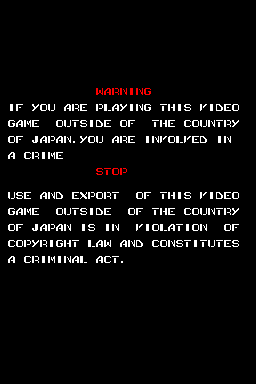 WARNING
IF YOU ARE PLAYING THIS VIDEO
GAME OUTSIDE OF THE COUNTRY
OF JAPAN.YOU ARE INVOLVED IN
A CRIME
STOP
USE AND EXPORT OF THIS VIDEO
GAME OUTSIDE OF THE COUNTRY
OF JAPAN IS IN VIOLATION OF
COPYRIGHT LAW AND CONSTITUTES
A CRIMINAL ACT.